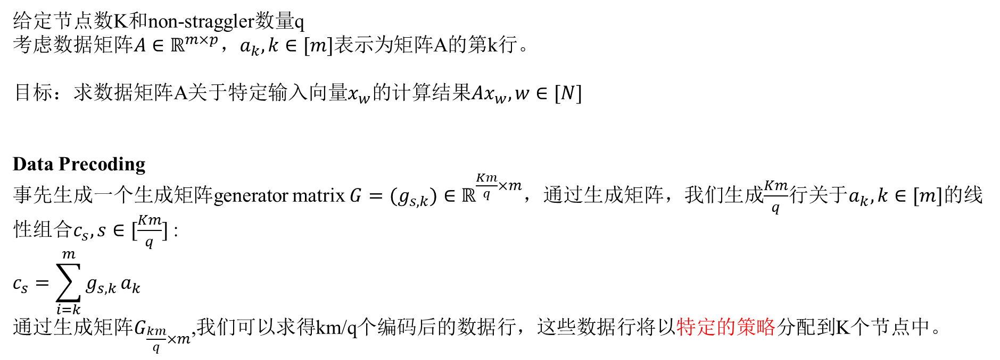 给定节点数K和non-straggler数量q
考虑数据矩阵$A \in \mathbb{R}^{m \times p}$，$a_k, k \in [m]$表示为矩阵A的第k行。
目标：求数据矩阵A关于特定输入向量$x_w$的计算结果$Ax_w, w \in [N]$
Data Precoding
事先生成一个生成矩阵generator matrix $G = (g_{s,k}) \in \mathbb{R}^{\frac{Km}{q} \times m}$，通过生成矩阵，我们生成$\frac{Km}{q}$行关于$a_k, k \in [m]$的线
性组合$c_s, s \in [\frac{Km}{q}]$：
$c_s = \sum_{i=k}^{m} g_{s,k} a_k$
通过生成矩阵$G_{\frac{km}{q} \times m}$,我们可以求得km/q个编码后的数据行，这些数据行将以特定的策略分配到K个节点中。